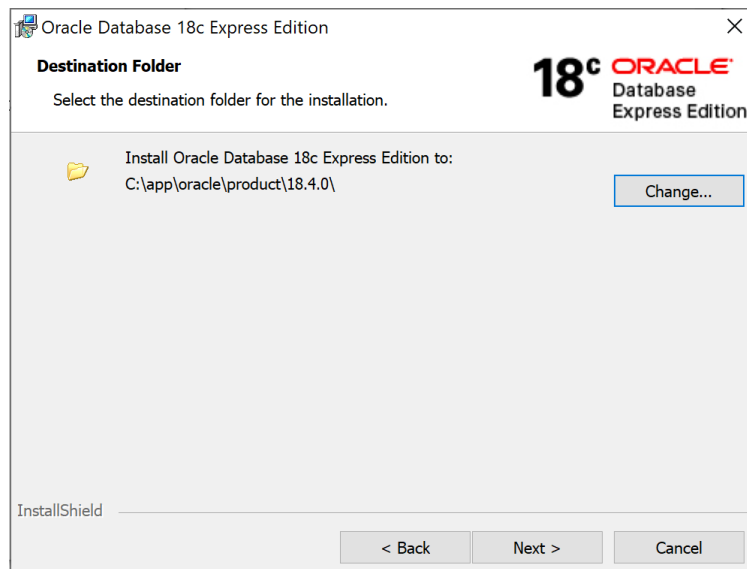 Oracle Database 18c Express Edition
Destination Folder
Select the destination folder for the installation.
18c ORACLE
Database
Express Edition
Install Oracle Database 18c Express Edition to:
C:\app\oracle\product\18.4.0\
Change...
InstallShield
< Back
Next >
Cancel